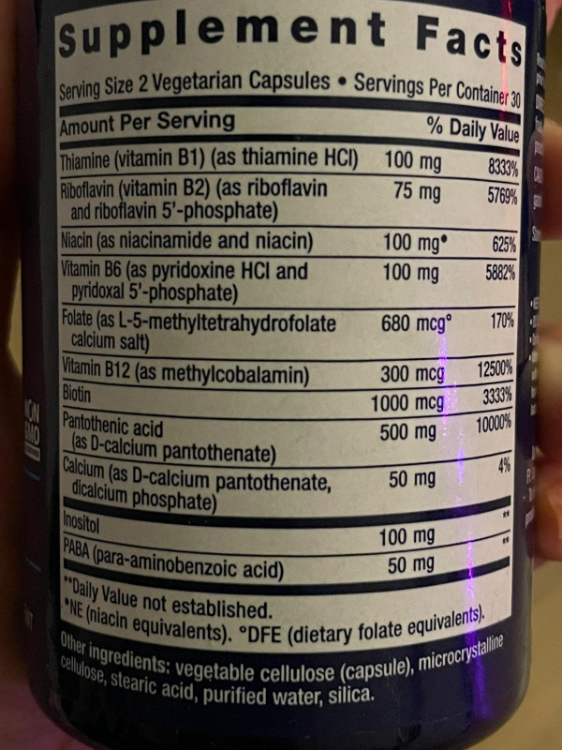 Supplement Facts
Serving Size 2 Vegetarian Capsules • Servings Per Container 30
Amount Per Serving % Daily Value
Thiamine (vitamin B1) (as thiamine HCl) 100 mg 8333%
Riboflavin (vitamin B2) (as riboflavin 75 mg 5769%
and riboflavin 5'-phosphate)
Niacin (as niacinamide and niacin) 100 mg• 625%
Vitamin B6 (as pyridoxine HCl and 100 mg 5882%
pyridoxal 5'-phosphate)
Folate (as L-5-methyltetrahydrofolate 680 mcg° 170%
calcium salt)
Vitamin B12 (as methylcobalamin) 300 mcg 12500%
Biotin 1000 mcg 3333%
Pantothenic acid 500 mg 10000%
(as D-calcium pantothenate)
Calcium (as D-calcium pantothenate, 50 mg 4%
dicalcium phosphate)
Inositol 100 mg **
PABA (para-aminobenzoic acid) 50 mg **
**Daily Value not established.
•NE (niacin equivalents). °DFE (dietary folate equivalents).
Other ingredients: vegetable cellulose (capsule), microcrystalline
cellulose, stearic acid, purified water, silica.